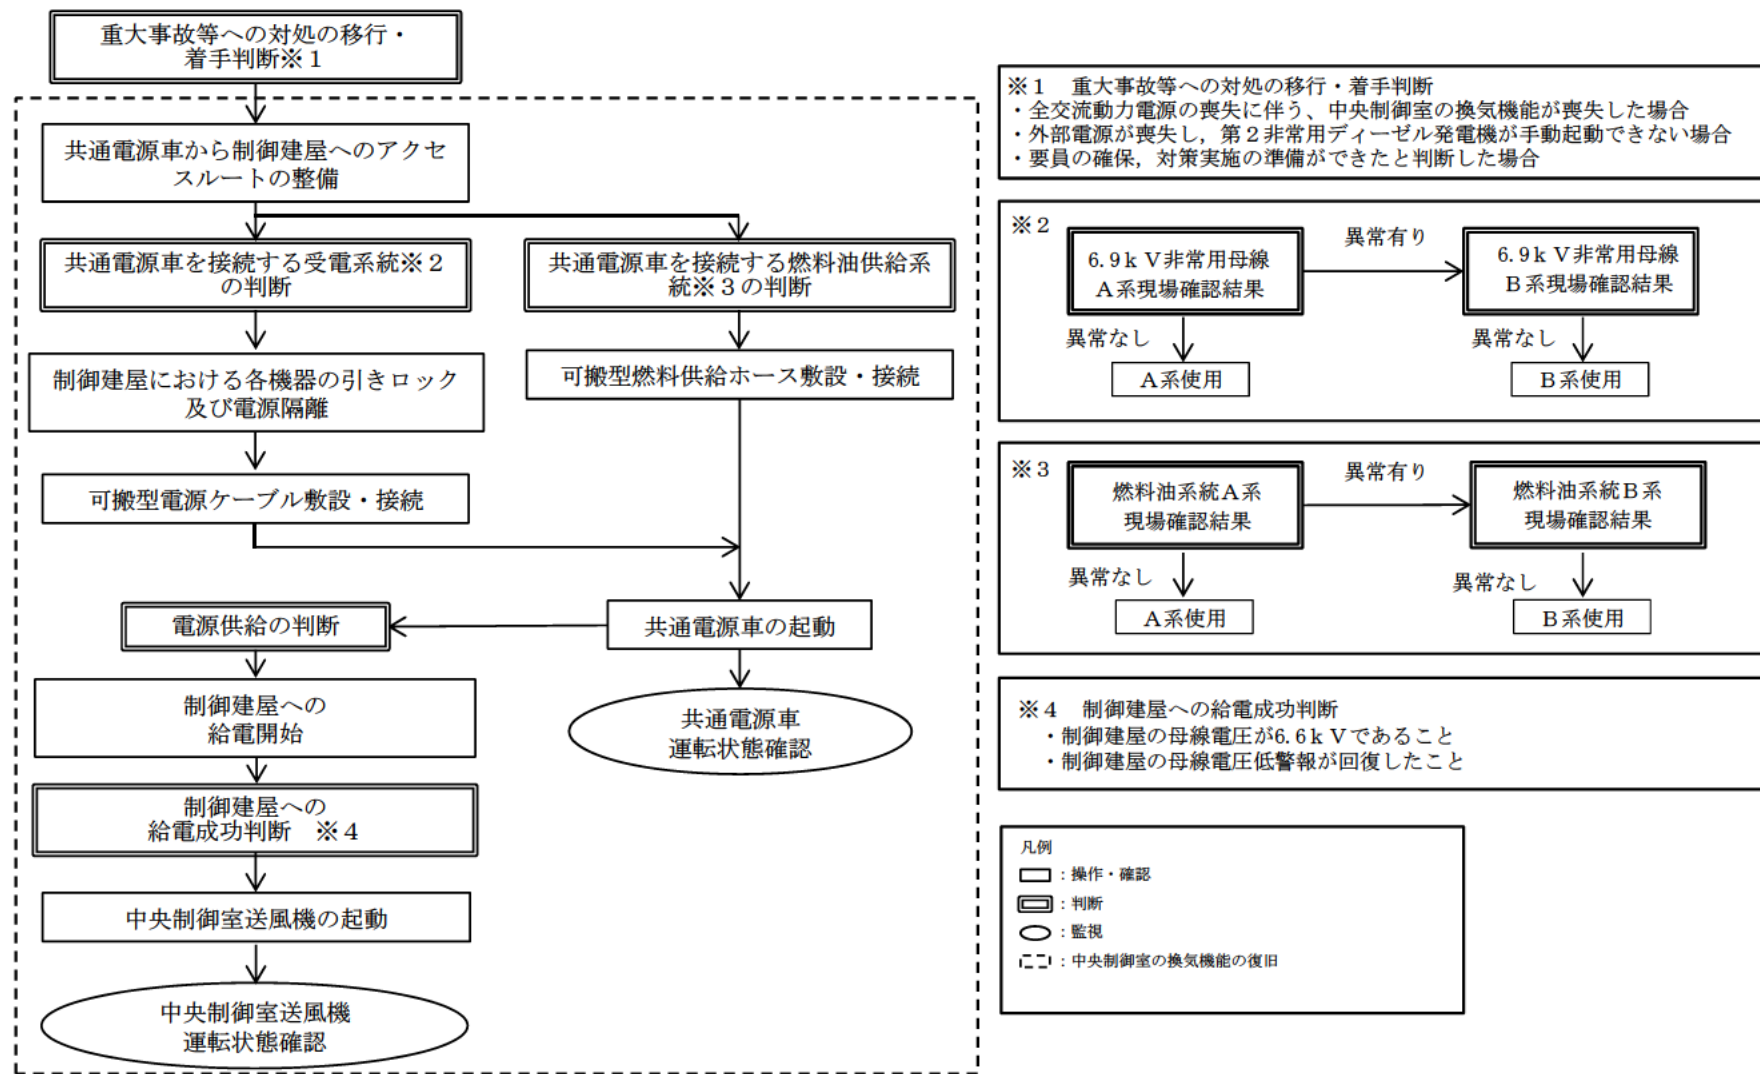 重大事故等への対処の移行・
着手判断※１
共通電源車から制御建屋へのアクセ
スルートの整備
共通電源車を接続する受電系統※２
の判断
共通電源車を接続する燃料油供給系
統※３の判断
制御建屋における各機器の引きロック
及び電源隔離
可搬型燃料供給ホース敷設・接続
可搬型電源ケーブル敷設・接続
電源供給の判断
共通電源車の起動
制御建屋への
給電開始
共通電源車
運転状態確認
制御建屋への
給電成功判断　※４
中央制御室送風機の起動
中央制御室送風機
運転状態確認
※１　重大事故等への対処の移行・着手判断
・全交流動力電源の喪失に伴う、中央制御室の換気機能が喪失した場合
・外部電源が喪失し，第２非常用ディーゼル発電機が手動起動できない場合
・要員の確保，対策実施の準備ができたと判断した場合
※２
6.9ｋＶ非常用母線
Ａ系現場確認結果
異常有り
6.9ｋＶ非常用母線
Ｂ系現場確認結果
異常なし
異常なし
Ａ系使用
Ｂ系使用
※３
燃料油系統Ａ系
現場確認結果
異常有り
燃料油系統Ｂ系
現場確認結果
異常なし
異常なし
Ａ系使用
Ｂ系使用
※４　制御建屋への給電成功判断
・制御建屋の母線電圧が6.6ｋＶであること
・制御建屋の母線電圧低警報が回復したこと
凡例
：操作・確認
：判断
：監視
：中央制御室の換気機能の復旧